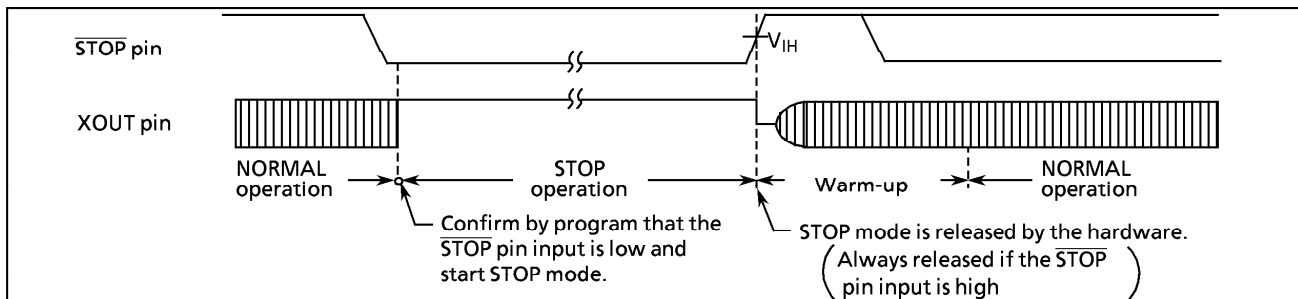 STOP pin
VIH
XOUT pin
NORMAL
operation
STOP
operation
Warm-up
NORMAL
operation
Confirm by program that the
STOP pin input is low and
start STOP mode.
STOP mode is released by the hardware.
(Always released if the STOP
pin input is high)